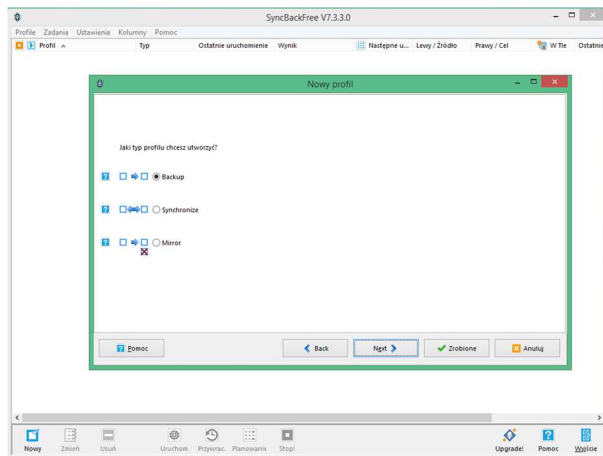 SyncBackFree V7.3.3.0
Profile Zadania Ustawienia Kolumny Pomoc
Profil Typ Ostatnie uruchomienie Wynik Następne u... Lewy / Źródło Prawy / Cel W Tle Ostatnie
Nowy profil
Jaki typ profilu chcesz utworzyć?
Backup
Synchronize
Mirror
Pomoc Back Next Zrobione Anuluj
Nowy Zmień Usuń Uruchom Przywrac. Planowanie Stop! Upgrade! Pomoc Wyjście